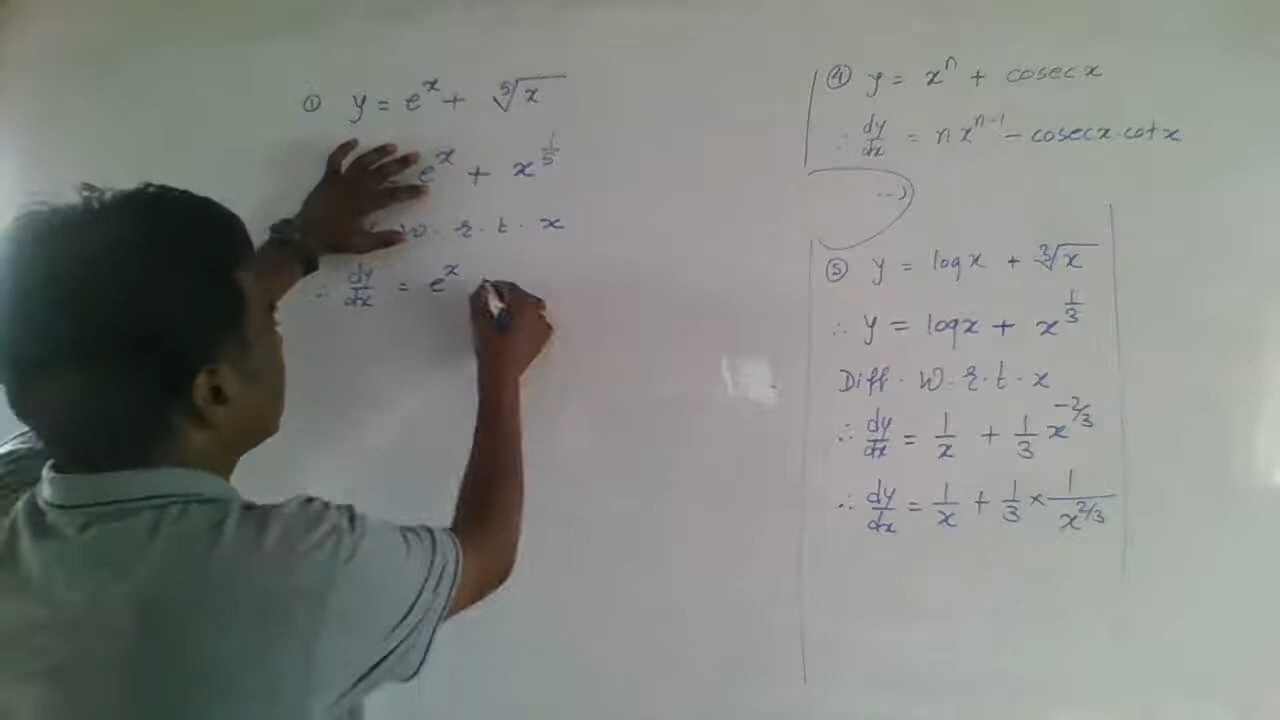 ① y = eˣ + ⁵√x
eˣ + x^(1/5)
w.r.t. x
∴ dy/dx = eˣ
④ y = xⁿ + cosec x
∴ dy/dx = n xⁿ⁻¹ - cosec x. cot x
⑤ y = log x + ³√x
∴ y = log x + x^(1/3)
Diff. w.r.t. x
∴ dy/dx = 1/x + 1/3 x^(-2/3)
∴ dy/dx = 1/x + 1/3 × 1/x^(2/3)